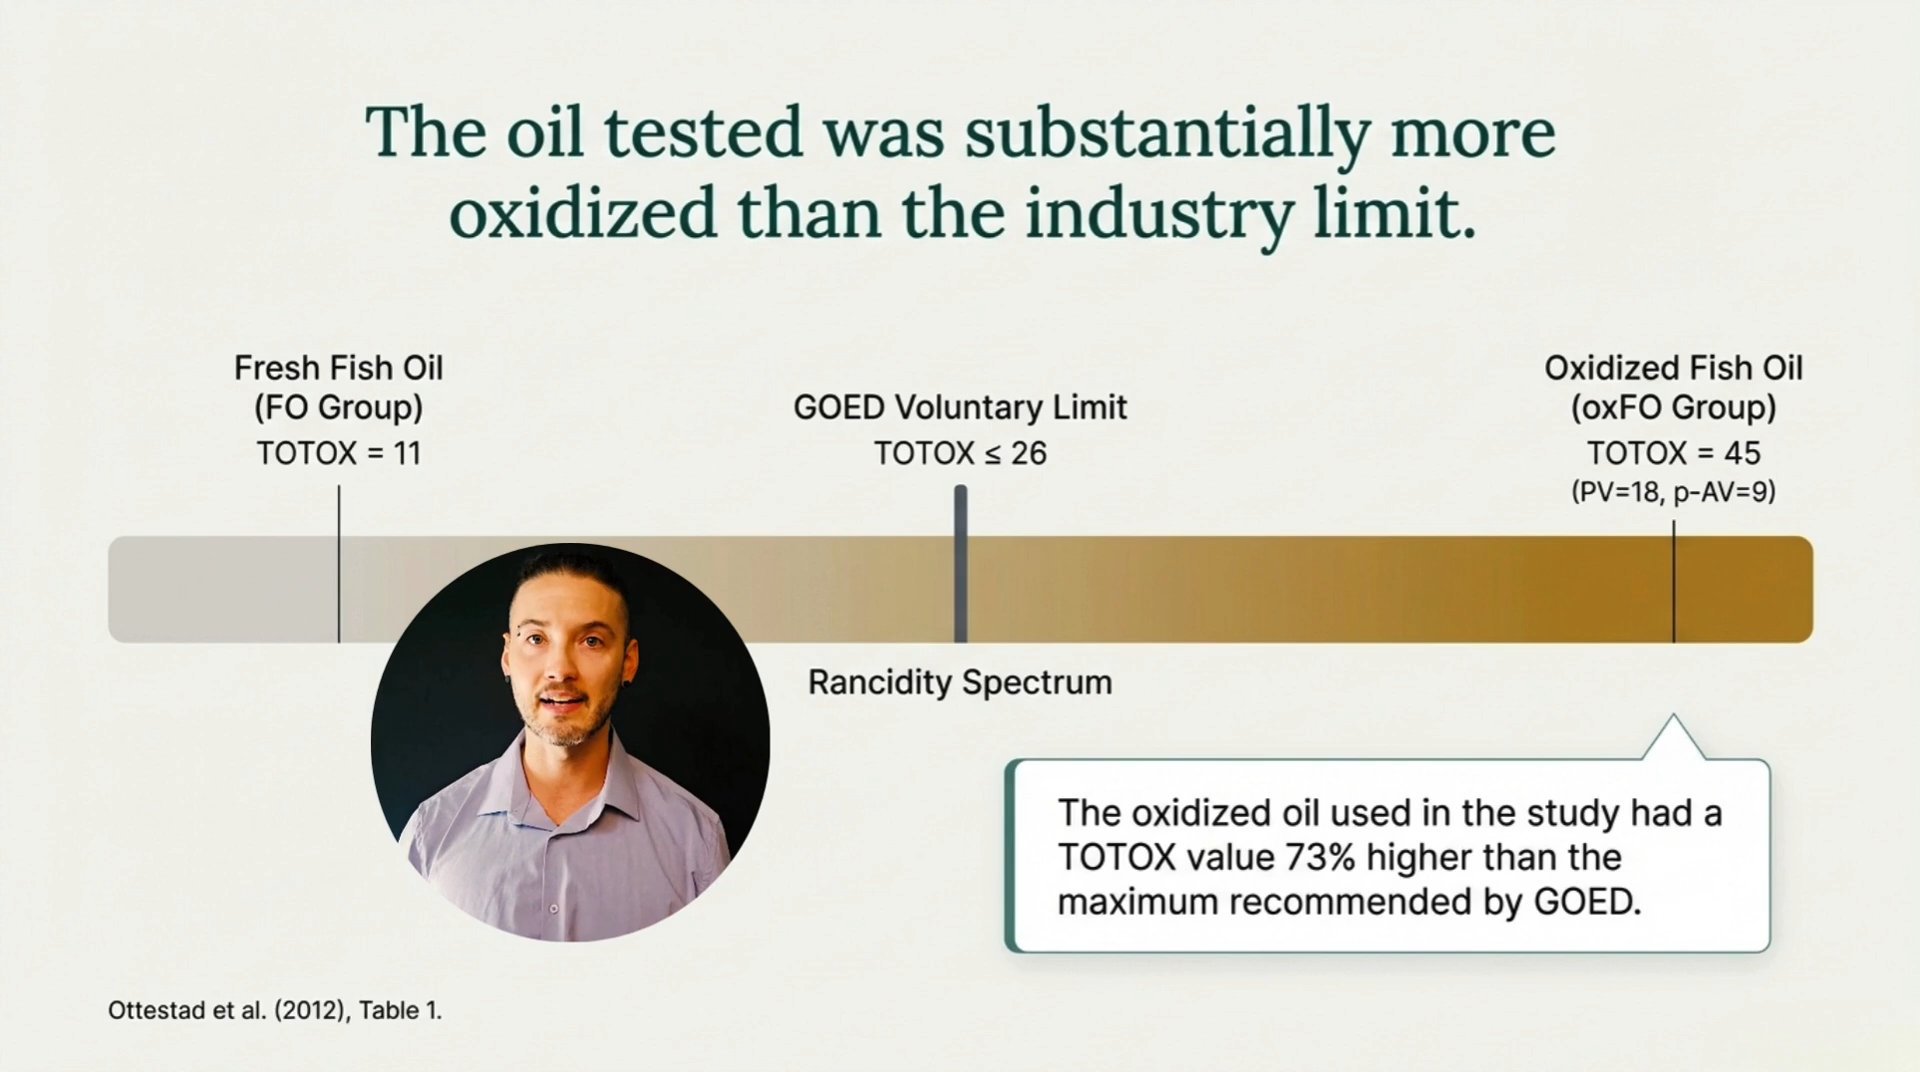 The oil tested was substantially more
oxidized than the industry limit.
Fresh Fish Oil
(FO Group)
TOTOX = 11
GOED Voluntary Limit
TOTOX ≤ 26
Oxidized Fish Oil
(oxFO Group)
TOTOX = 45
(PV=18, p-AV=9)
Rancidity Spectrum
The oxidized oil used in the study had a
TOTOX value 73% higher than the
maximum recommended by GOED.
Ottestad et al. (2012), Table 1.